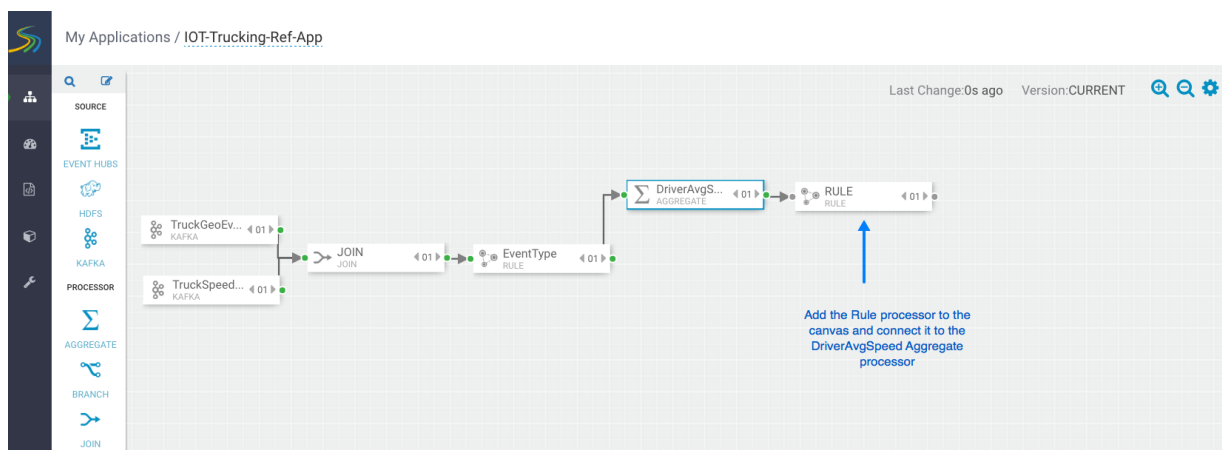 My Applications / IOT-Trucking-Ref-App
Last Change:0s ago Version:CURRENT
SOURCE
EVENT HUBS
HDFS
KAFKA
PROCESSOR
AGGREGATE
BRANCH
JOIN
TruckGeoEv... 01
KAFKA
TruckSpeed... 01
KAFKA
JOIN 01
JOIN
EventType 01
RULE
DriverAvgS... 01
AGGREGATE
RULE 01
RULE
Add the Rule processor to the
canvas and connect it to the
DriverAvgSpeed Aggregate
processor